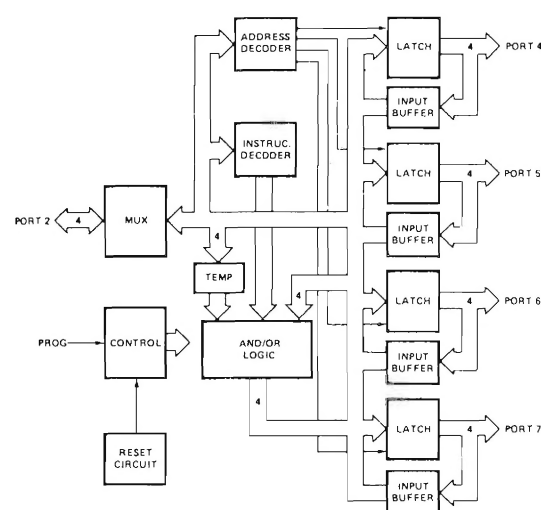 ADDRESS
DECODER
LATCH
4
PORT 4
INPUT
BUFFER
INSTRUC.
DECODER
LATCH
4
PORT 5
INPUT
BUFFER
PORT 2
4
MUX
4
TEMP
4
LATCH
4
PORT 6
INPUT
BUFFER
PROG
CONTROL
AND/OR
LOGIC
4
LATCH
4
PORT 7
INPUT
BUFFER
RESET
CIRCUIT